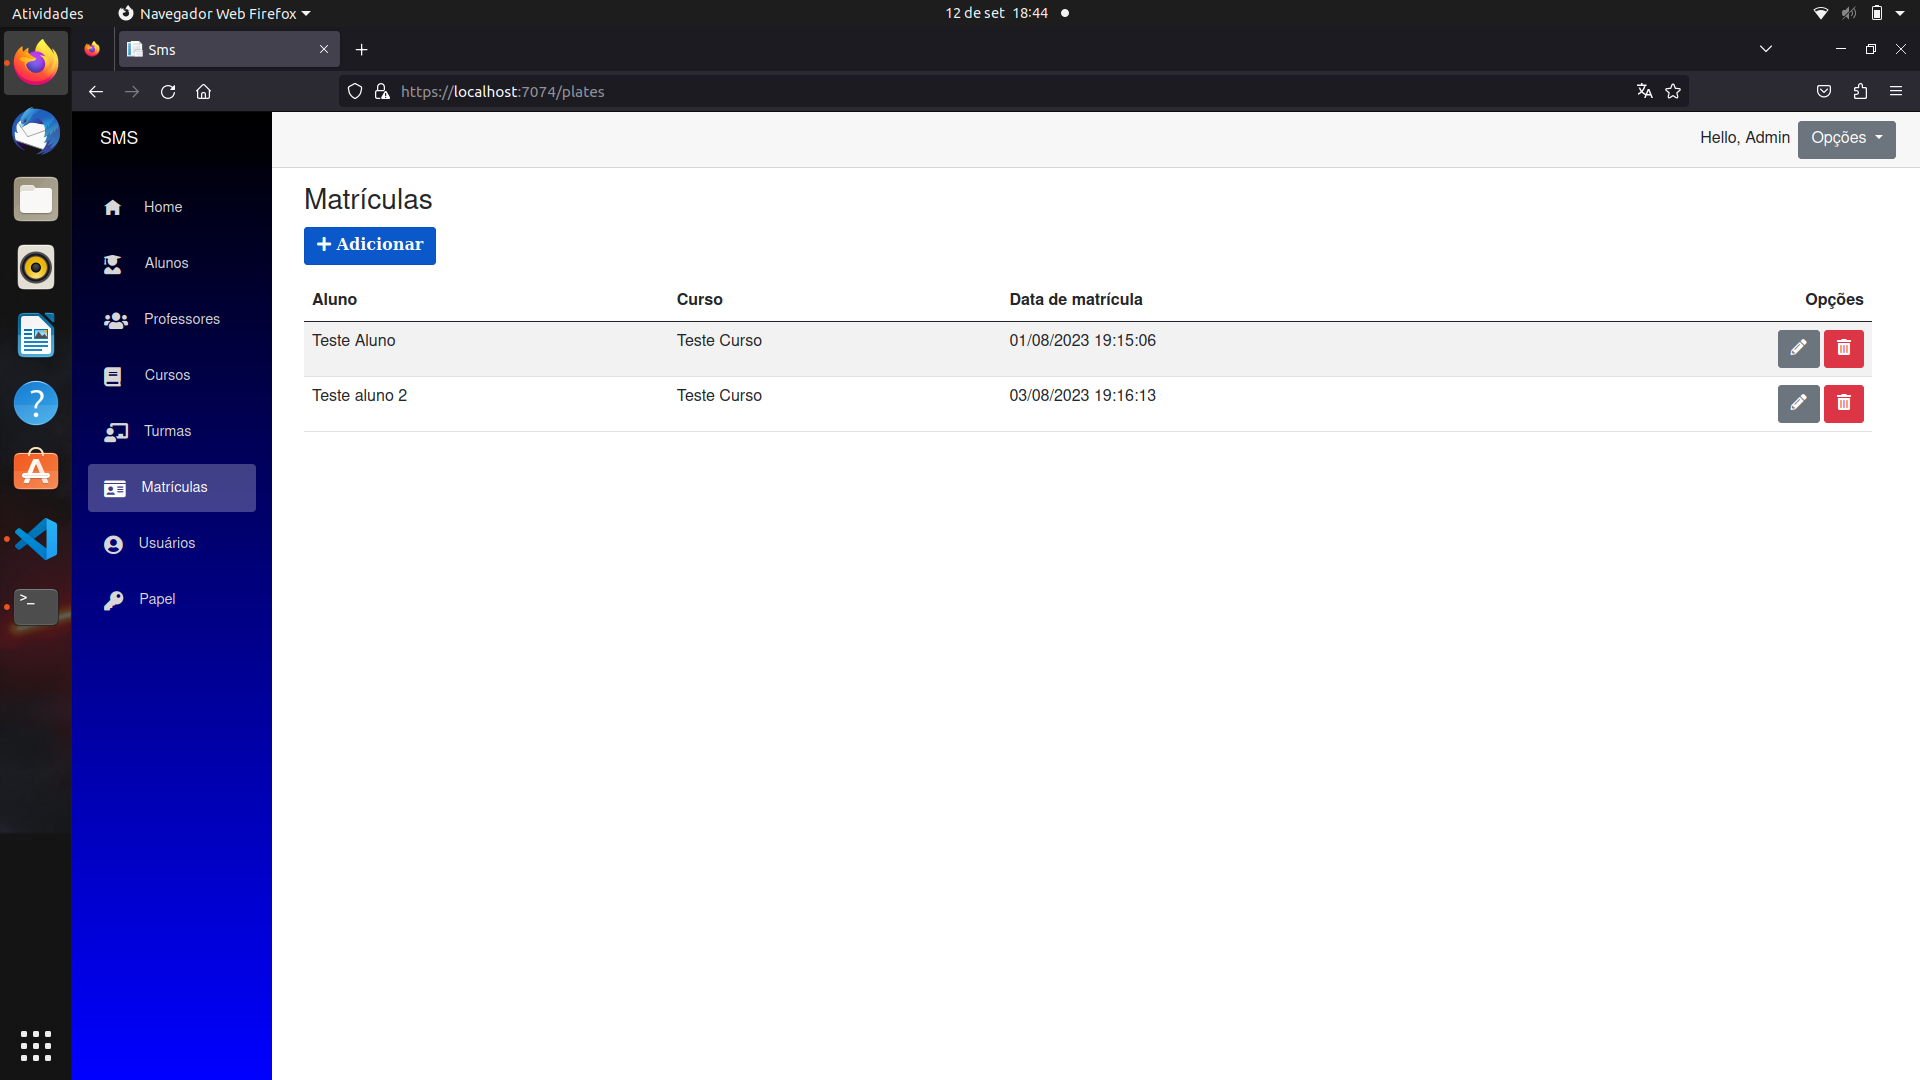 Atividades Navegador Web Firefox 12 de set 18:44
Sms
https://localhost:7074/plates
SMS
Hello, Admin Opções
Home
Alunos
Professores
Cursos
Turmas
Matrículas
Usuários
Papel
Matrículas
Adicionar
Aluno Curso Data de matrícula Opções
Teste Aluno Teste Curso 01/08/2023 19:15:06
Teste aluno 2 Teste Curso 03/08/2023 19:16:13